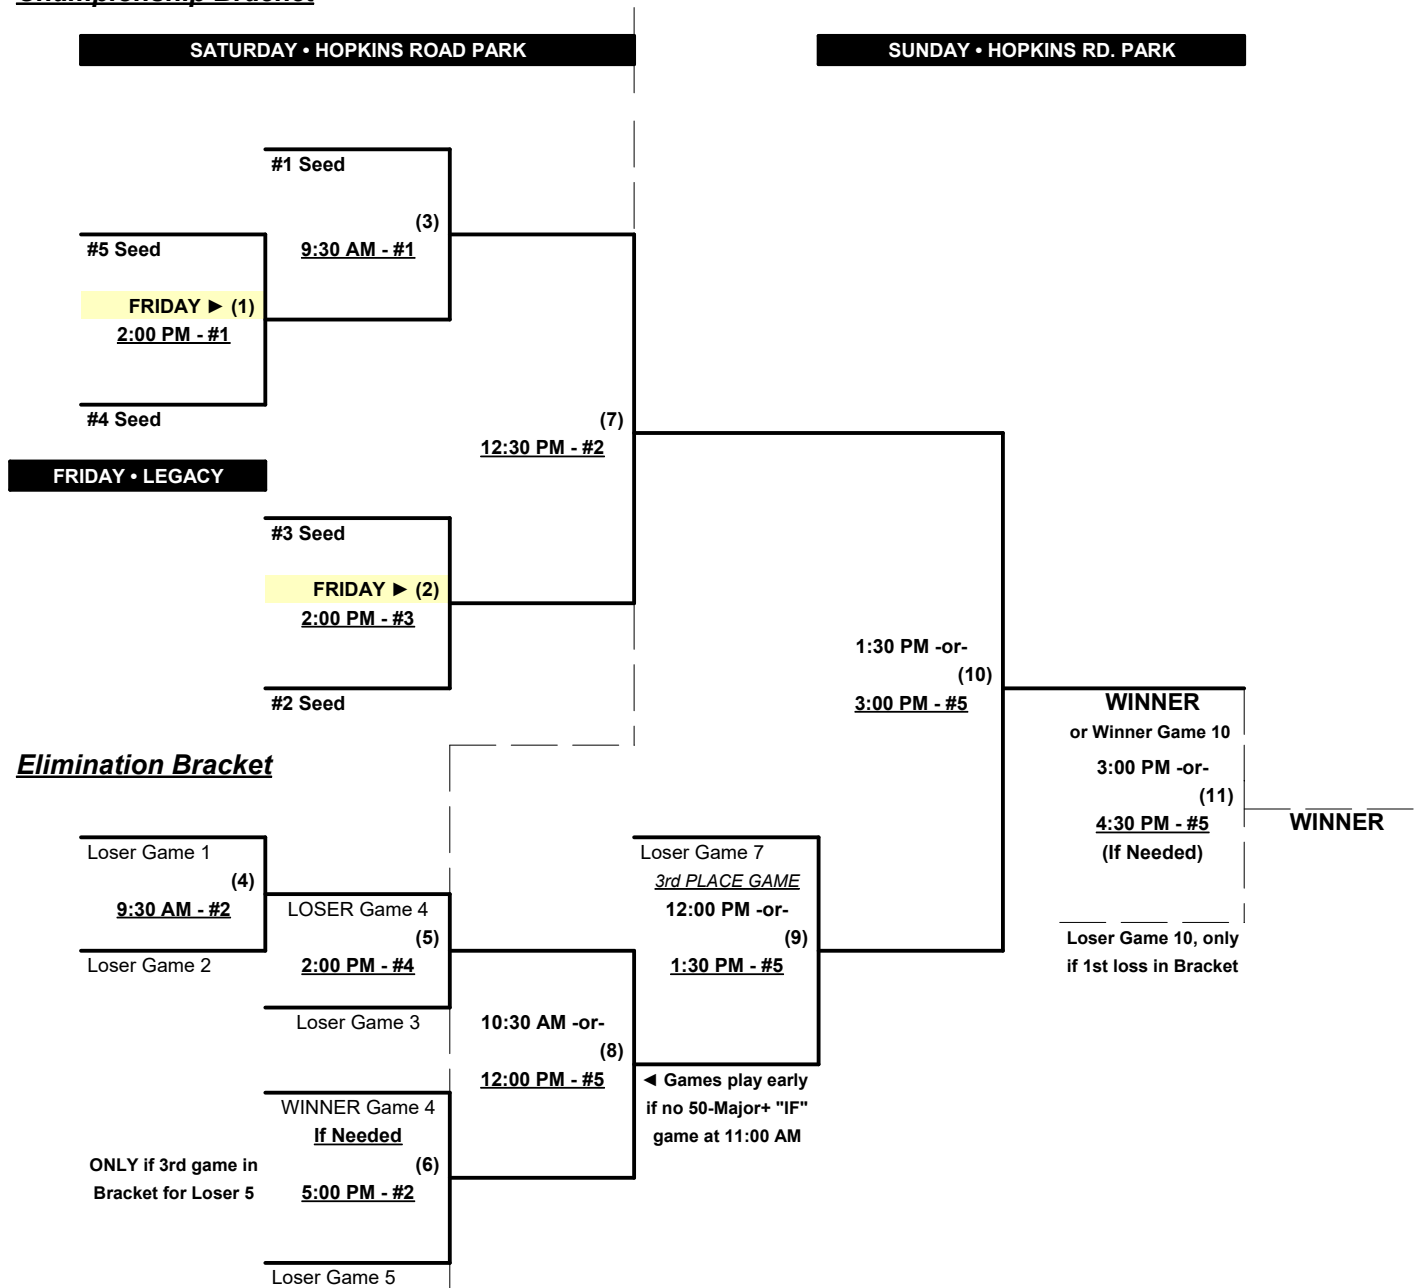 Championship Bracket
SATURDAY • HOPKINS ROAD PARK
SUNDAY • HOPKINS RD. PARK
#1 Seed
(3)
9:30 AM - #1
#5 Seed
FRIDAY ► (1)
2:00 PM - #1
#4 Seed
(7)
12:30 PM - #2
FRIDAY • LEGACY
#3 Seed
FRIDAY ► (2)
2:00 PM - #3
#2 Seed
1:30 PM -or-
(10)
3:00 PM - #5
WINNER
or Winner Game 10
3:00 PM -or-
(11)
4:30 PM - #5
(If Needed)
WINNER
Loser Game 10, only
if 1st loss in Bracket
Elimination Bracket
Loser Game 1
(4)
9:30 AM - #2
Loser Game 2
LOSER Game 4
(5)
2:00 PM - #4
Loser Game 3
Loser Game 7
3rd PLACE GAME
12:00 PM -or-
(9)
1:30 PM - #5
10:30 AM -or-
(8)
12:00 PM - #5
◄ Games play early
if no 50-Major+ "IF"
game at 11:00 AM
WINNER Game 4
If Needed
(6)
5:00 PM - #2
ONLY if 3rd game in
Bracket for Loser 5
Loser Game 5